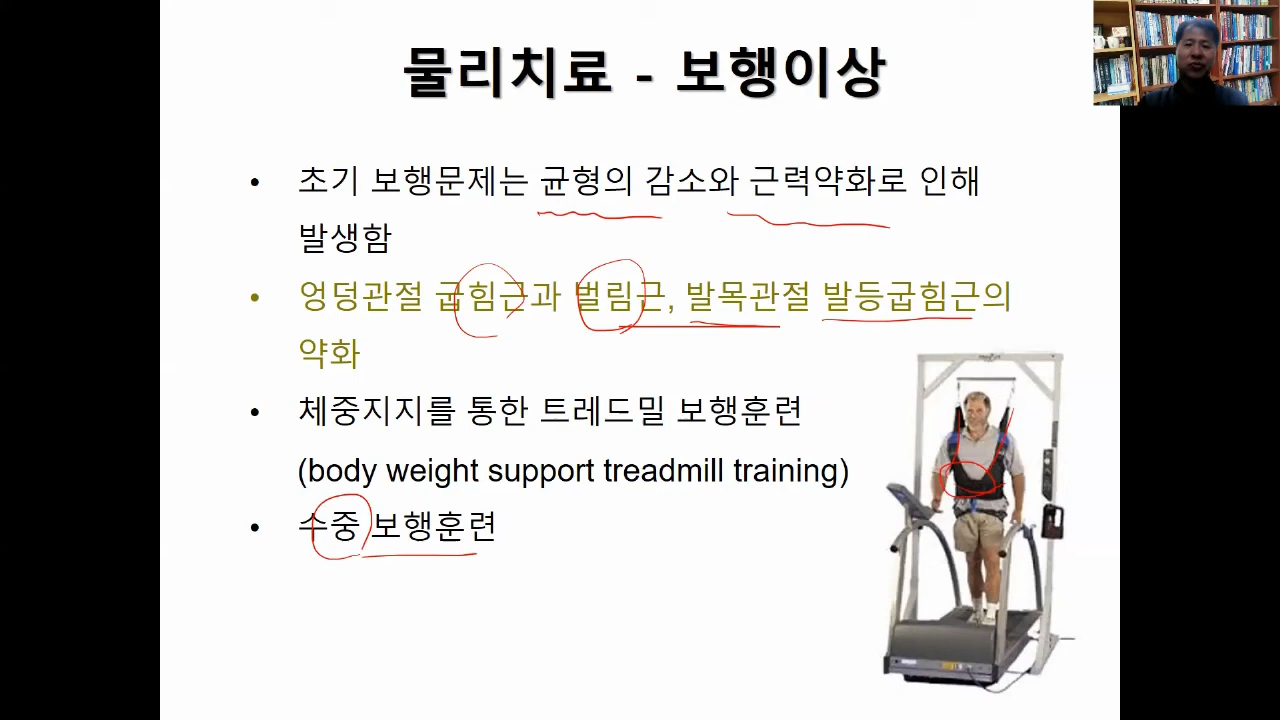 물리치료 - 보행이상
• 초기 보행문제는 균형의 감소와 근력약화로 인해
발생함
• 엉덩관절 굽힘근과 벌림근, 발목관절 발등굽힘근의
약화
• 체중지지를 통한 트레드밀 보행훈련
(body weight support treadmill training)
• 수중 보행훈련